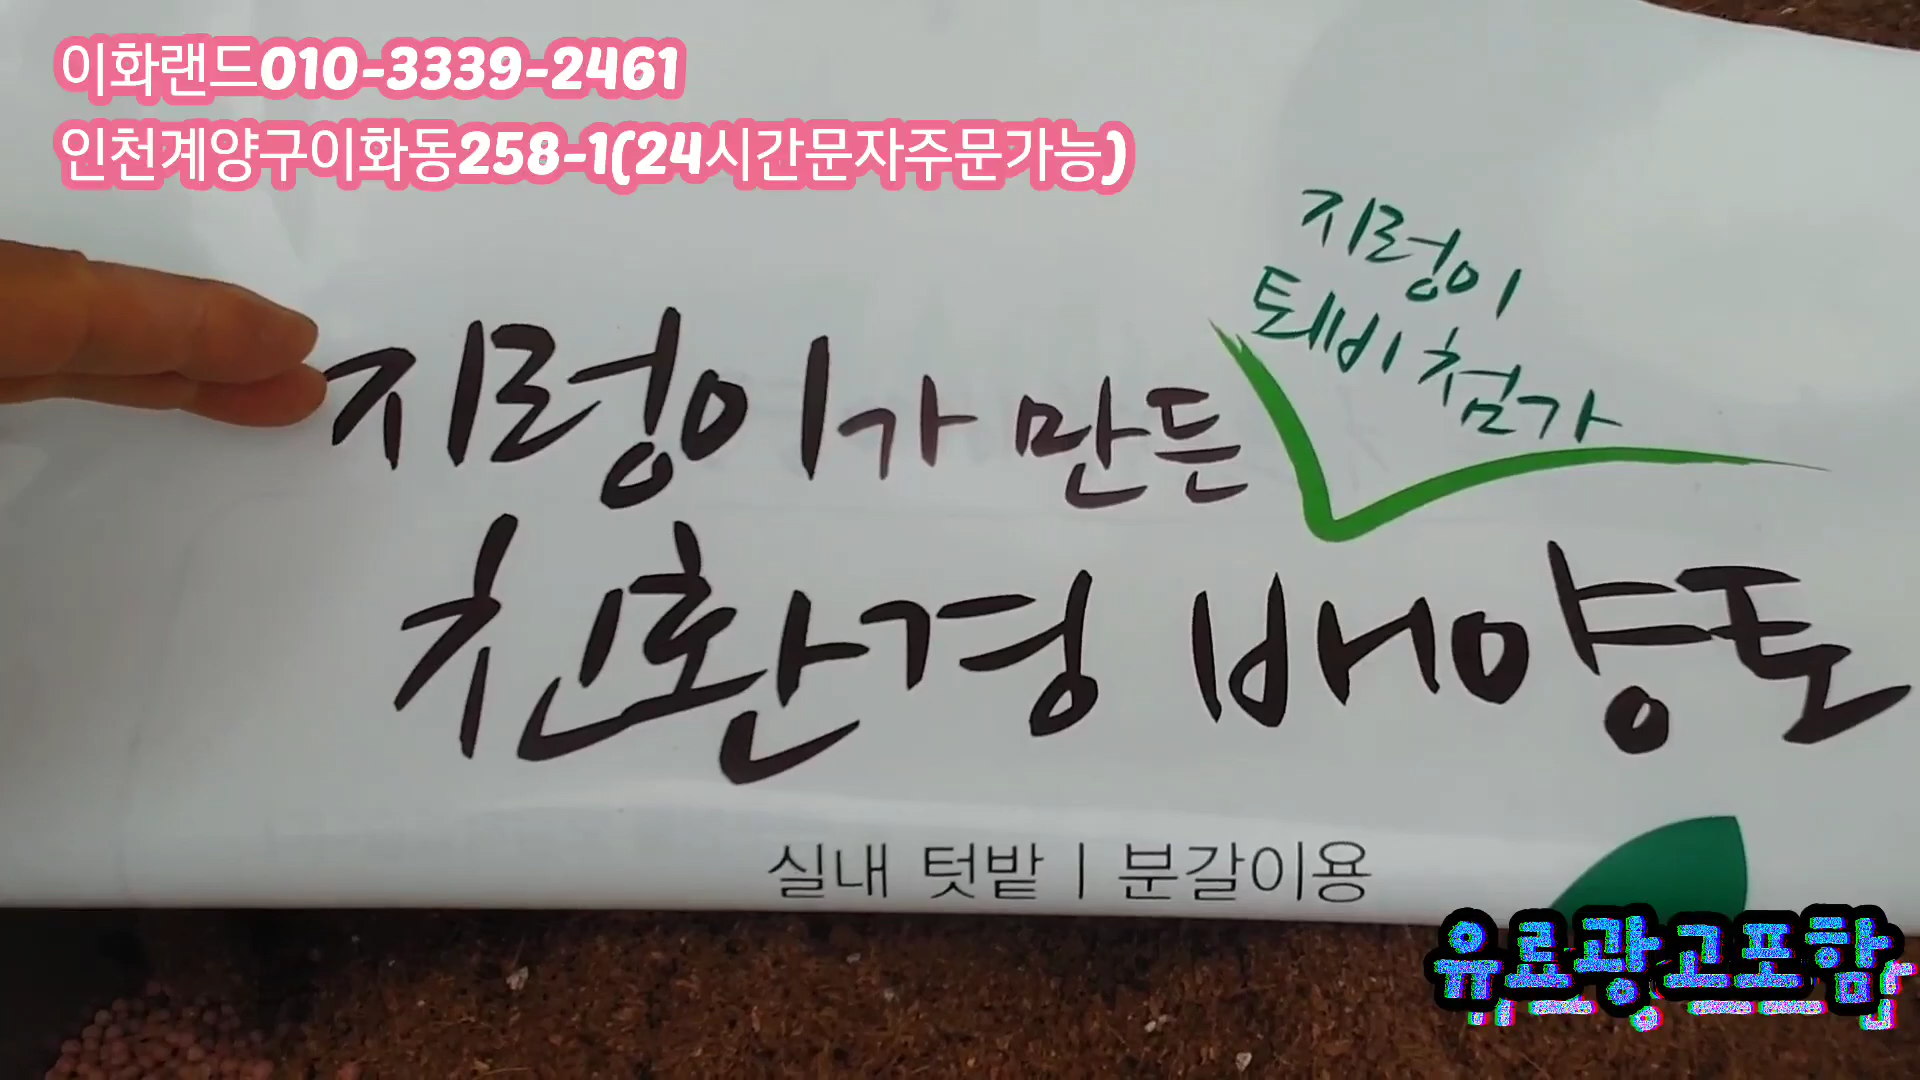 이화랜드010-3339-2461
인천계양구이화동258-1(24시간문자주문가능)
지렁이
퇴비 첨가
지렁이가 만든
친환경 배양토
실내 텃밭 | 분갈이용
유료광고포함